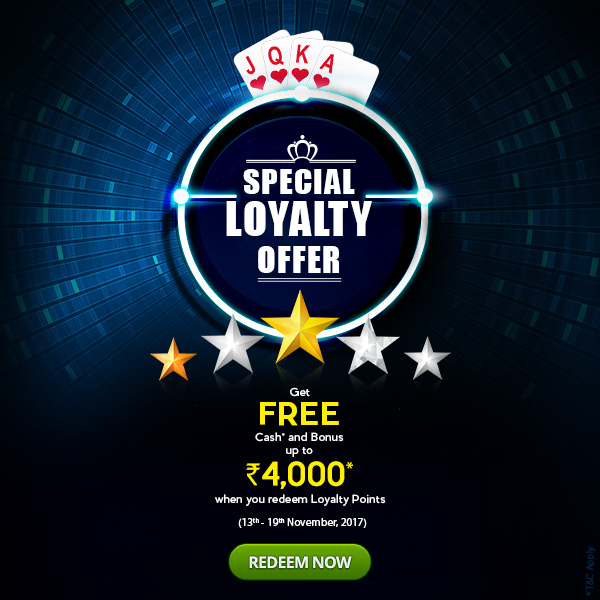 J Q K A
SPECIAL
LOYALTY
OFFER
Get
FREE
Cash* and Bonus
up to
₹4,000*
when you redeem Loyalty Points
(13th - 19th November, 2017)
REDEEM NOW
*T&C Apply